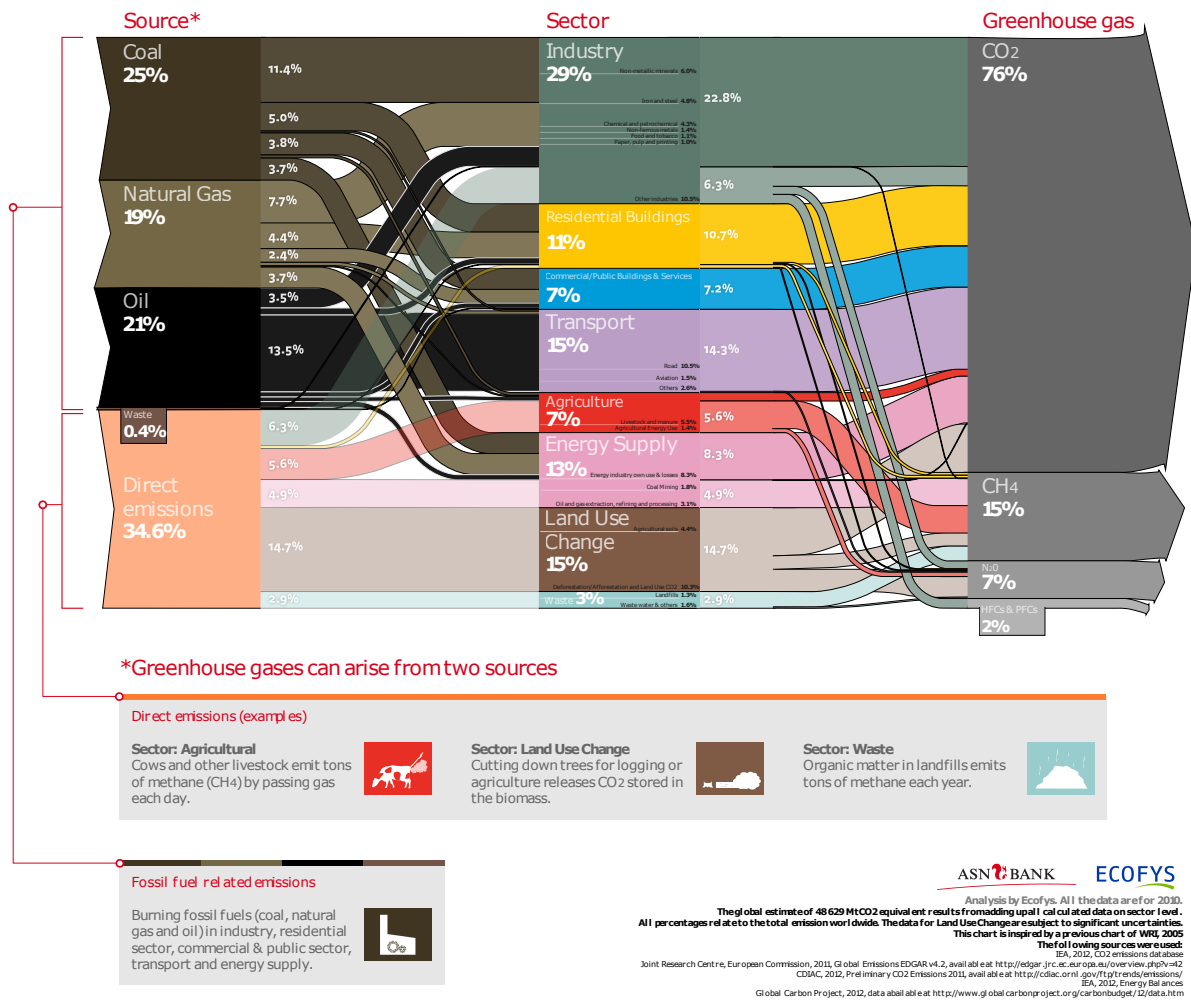 Source*
Sector
Greenhouse gas
Coal
25%
Natural Gas
19%
Oil
21%
Waste
0.4%
Direct
emissions
34.6%
11.4%
5.0%
3.8%
3.7%
7.7%
4.4%
2.4%
3.7%
3.5%
13.5%
6.3%
5.6%
4.9%
14.7%
2.9%
Industry
29%
Non-metallic minerals 6.0%
Iron and steel 4.8%
Chemical and petrochemical 4.3%
Non-ferrous metals 1.4%
Food and tobacco 1.1%
Paper, pulp and printing 1.0%
Other industries 10.5%
Residential Buildings
11%
Commercial/Public Buildings & Services
7%
Transport
15%
Road 10.5%
Aviation 1.5%
Others 2.6%
Agriculture
7%
Livestock and manure 5.5%
Agricultural Energy Use 1.4%
Energy Supply
13%
Energy industry own use & losses 8.3%
Coal Mining 1.8%
Oil and gas extraction, refining and processing 3.1%
Land Use
Change
15%
Agricultural soils 4.4%
Deforestation/Afforestation and Land Use CO2 10.3%
Waste 3%
Landfills 1.3%
Waste water & others 1.6%
22.8%
6.3%
10.7%
7.2%
14.3%
5.6%
8.3%
4.9%
14.7%
2.9%
CO2
76%
CH4
15%
N2O
7%
HFCs & PFCs
2%
*Greenhouse gases can arise from two sources
Direct emissions (examples)
Sector: Agricultural
Cows and other livestock emit tons
of methane (CH4) by passing gas
each day.
Sector: Land Use Change
Cutting down trees for logging or
agriculture releases CO2 stored in
the biomass.
Sector: Waste
Organic matter in landfills emits
tons of methane each year.
Fossil fuel related emissions
Burning fossil fuels (coal, natural
gas and oil) in industry, residential
sector, commercial & public sector,
transport and energy supply.
ASN BANK
ECOFYS
Analysis by Ecofys. All the data are for 2010.
The global estimate of 48 629 MtCO2 equivalent results from adding up all calculated data on sector level.
All percentages relate to the total emission worldwide. The data for Land Use Change are subject to significant uncertainties.
This chart is inspired by a previous chart of WRI, 2005
The following sources were used:
IEA, 2012, CO2 emissions database
Joint Research Centre, European Commission, 2011, Global Emissions EDGAR v4.2, available at http://edgar.jrc.ec.europa.eu/overview.php?v=42
CDIAC, 2012, Preliminary CO2 Emissions 2011, available at http://cdiac.ornl.gov/ftp/trends/emissions/
IEA, 2012, Energy Balances
Global Carbon Project, 2012, data abailable at http://www.globalcarbonproject.org/carbonbudget/12/data.htm